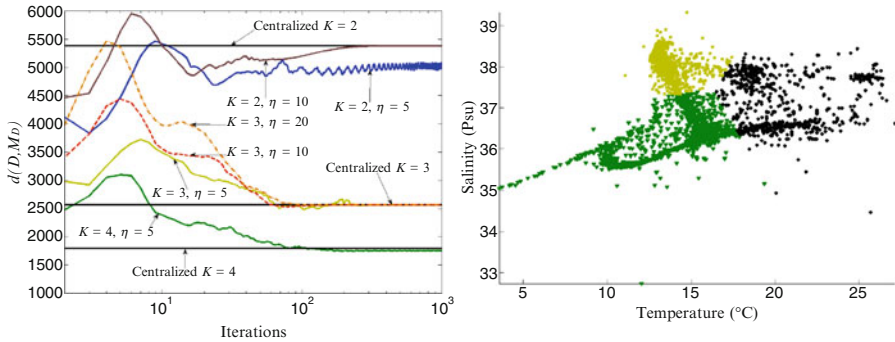 6000
5500
5000
4500
4000
3500
3000
2500
2000
1500
1000
d(D,M_D)
Centralized K = 2
K = 2, η = 10
K = 2, η = 5
K = 3, η = 20
K = 3, η = 10
Centralized K = 3
K = 3, η = 5
K = 4, η = 5
Centralized K = 4
10^1
10^2
10^3
Iterations
39
38
37
36
35
34
33
Salinity (Psu)
5
10
15
20
25
Temperature (°C)